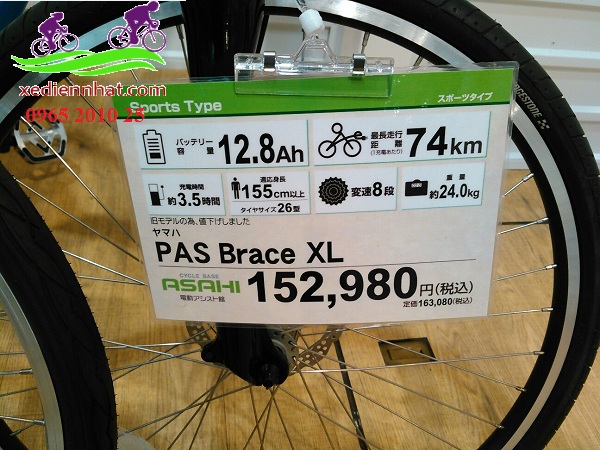 xediennhat.com
0965 2010 25
Sports Type
スポーツタイプ
バッテリー容量 12.8Ah
最長走行距離 (1充電あたり) 74km
充電時間 約3.5時間
適応身長 155cm以上
タイヤサイズ 26型
変速8段
重量 約24.0kg
旧モデルの為、値下げしました
ヤマハ
PAS Brace XL
CYCLE BASE
ASAHI
電動アシスト館
152,980円(税込)
定価163,080(税込)
BRIDGESTONE